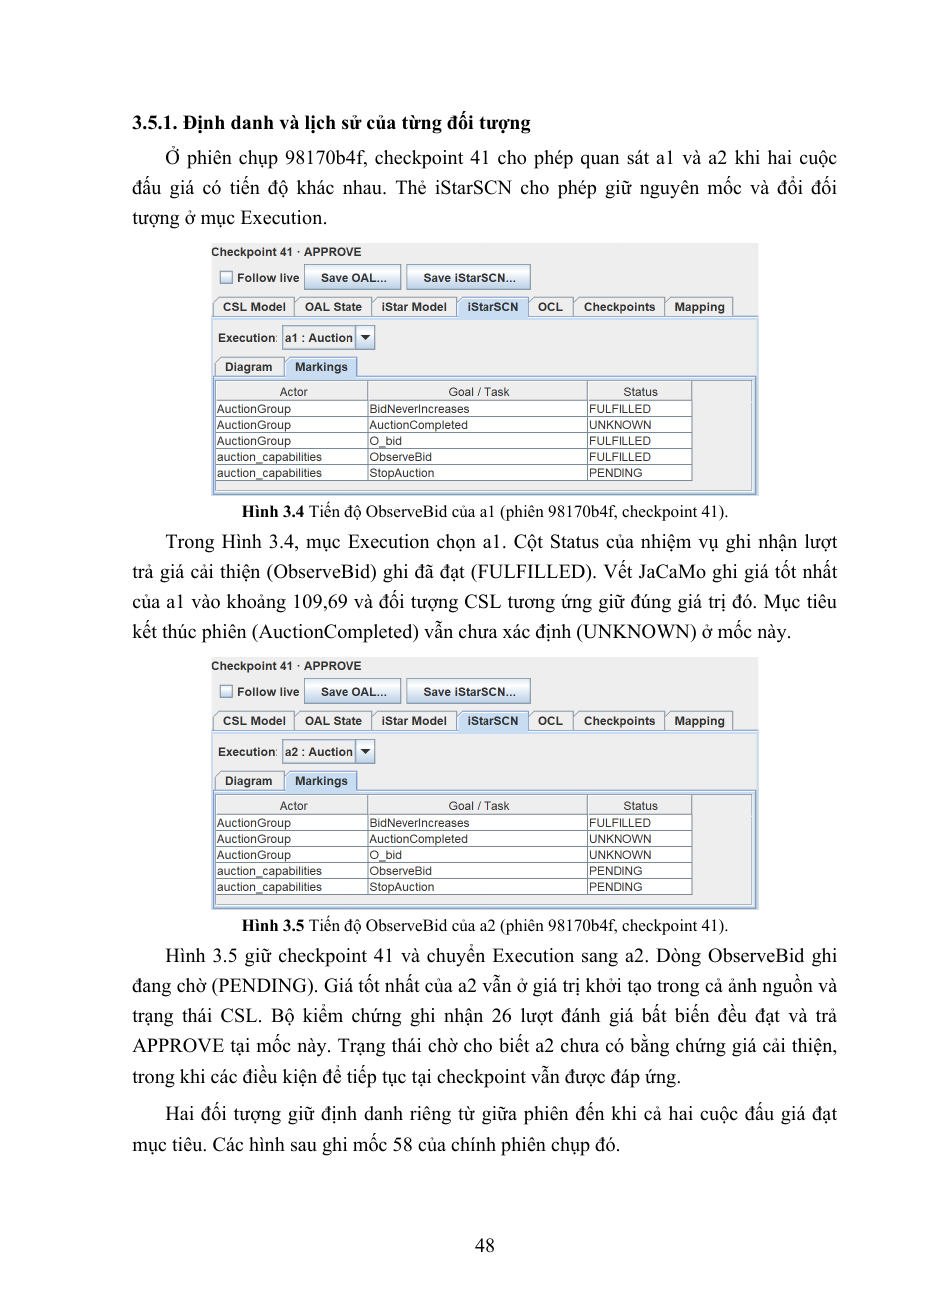 3.5.1. Định danh và lịch sử của từng đối tượng
Ở phiên chụp 98170b4f, checkpoint 41 cho phép quan sát a1 và a2 khi hai cuộc
đấu giá có tiến độ khác nhau. Thẻ iStarSCN cho phép giữ nguyên mốc và đổi đối
tượng ở mục Execution.
Checkpoint 41 · APPROVE
Follow live Save OAL... Save iStarSCN...
CSL Model OAL State iStar Model iStarSCN OCL Checkpoints Mapping
Execution: a1 : Auction
Diagram Markings
Actor Goal / Task Status
AuctionGroup BidNeverIncreases FULFILLED
AuctionGroup AuctionCompleted UNKNOWN
AuctionGroup O_bid FULFILLED
auction_capabilities ObserveBid FULFILLED
auction_capabilities StopAuction PENDING
Hình 3.4 Tiến độ ObserveBid của a1 (phiên 98170b4f, checkpoint 41).
Trong Hình 3.4, mục Execution chọn a1. Cột Status của nhiệm vụ ghi nhận lượt
trả giá cải thiện (ObserveBid) ghi đã đạt (FULFILLED). Vết JaCaMo ghi giá tốt nhất
của a1 vào khoảng 109,69 và đối tượng CSL tương ứng giữ đúng giá trị đó. Mục tiêu
kết thúc phiên (AuctionCompleted) vẫn chưa xác định (UNKNOWN) ở mốc này.
Checkpoint 41 · APPROVE
Follow live Save OAL... Save iStarSCN...
CSL Model OAL State iStar Model iStarSCN OCL Checkpoints Mapping
Execution: a2 : Auction
Diagram Markings
Actor Goal / Task Status
AuctionGroup BidNeverIncreases FULFILLED
AuctionGroup AuctionCompleted UNKNOWN
AuctionGroup O_bid UNKNOWN
auction_capabilities ObserveBid PENDING
auction_capabilities StopAuction PENDING
Hình 3.5 Tiến độ ObserveBid của a2 (phiên 98170b4f, checkpoint 41).
Hình 3.5 giữ checkpoint 41 và chuyển Execution sang a2. Dòng ObserveBid ghi
đang chờ (PENDING). Giá tốt nhất của a2 vẫn ở giá trị khởi tạo trong cả ảnh nguồn và
trạng thái CSL. Bộ kiểm chứng ghi nhận 26 lượt đánh giá bất biến đều đạt và trả
APPROVE tại mốc này. Trạng thái chờ cho biết a2 chưa có bằng chứng giá cải thiện,
trong khi các điều kiện để tiếp tục tại checkpoint vẫn được đáp ứng.
Hai đối tượng giữ định danh riêng từ giữa phiên đến khi cả hai cuộc đấu giá đạt
mục tiêu. Các hình sau ghi mốc 58 của chính phiên chụp đó.
48